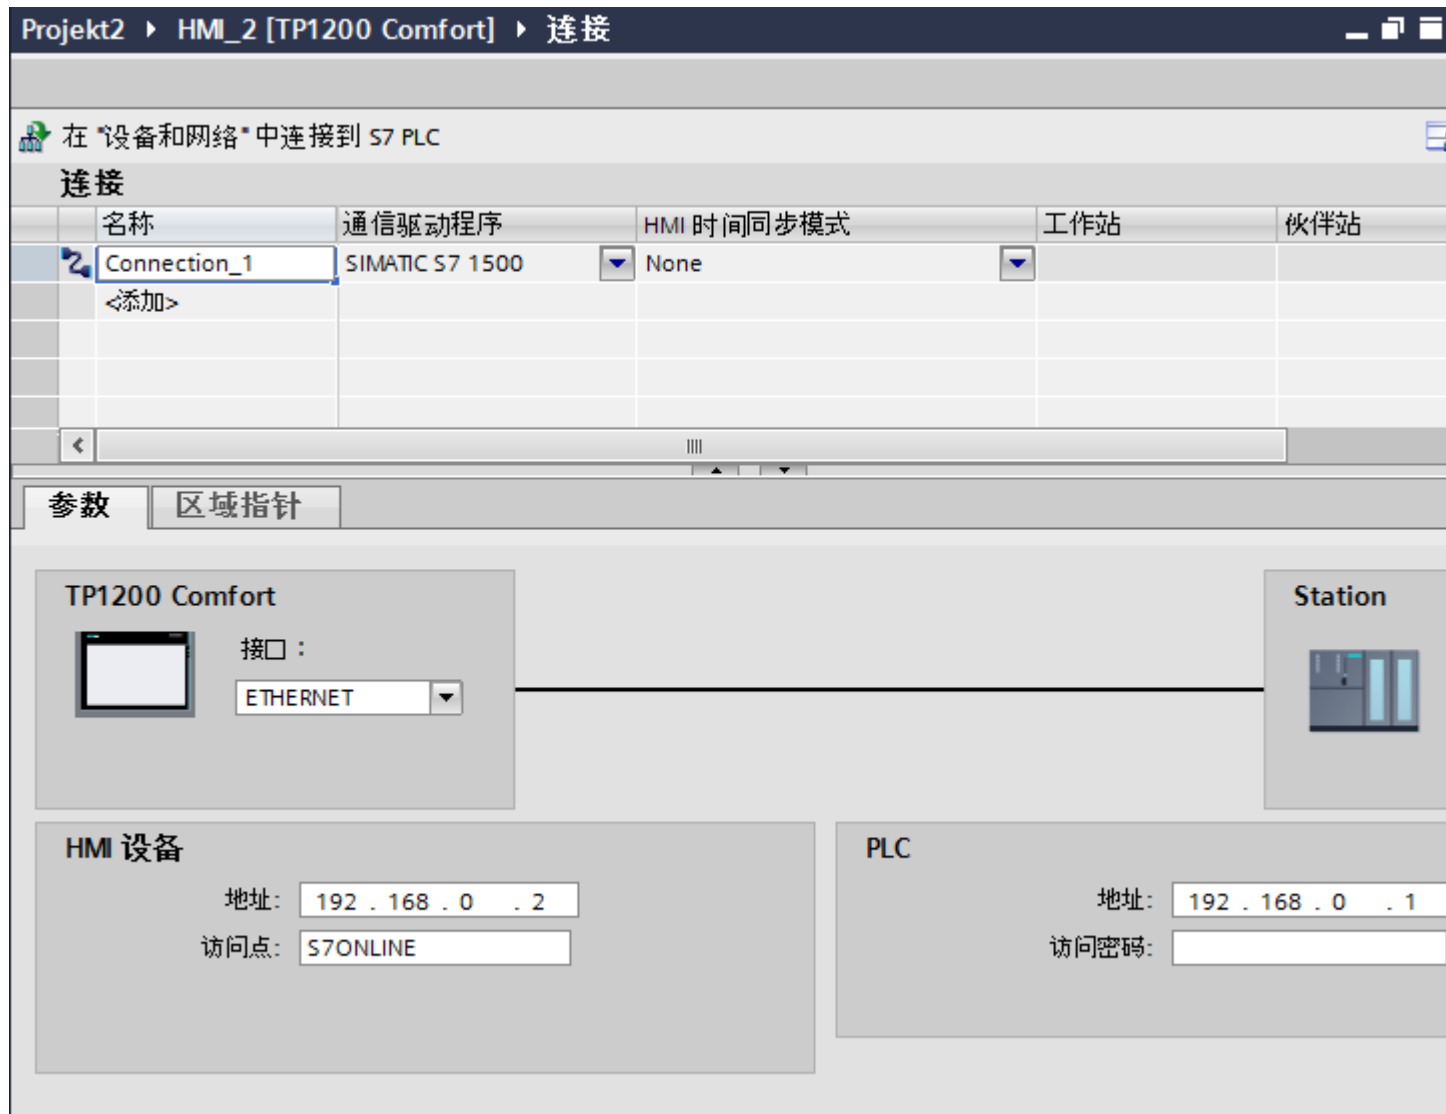 Projekt2 ▸ HMI_2 [TP1200 Comfort] ▸ 连接
在 "设备和网络" 中连接到 S7 PLC
连接
名称 通信驱动程序 HMI 时间同步模式 工作站 伙伴站
Connection_1 SIMATIC S7 1500 None
<添加>
参数 区域指针
TP1200 Comfort Station
接口：
ETHERNET
HMI 设备 PLC
地址: 192 . 168 . 0 . 2 地址: 192 . 168 . 0 . 1
访问点: S7ONLINE 访问密码: